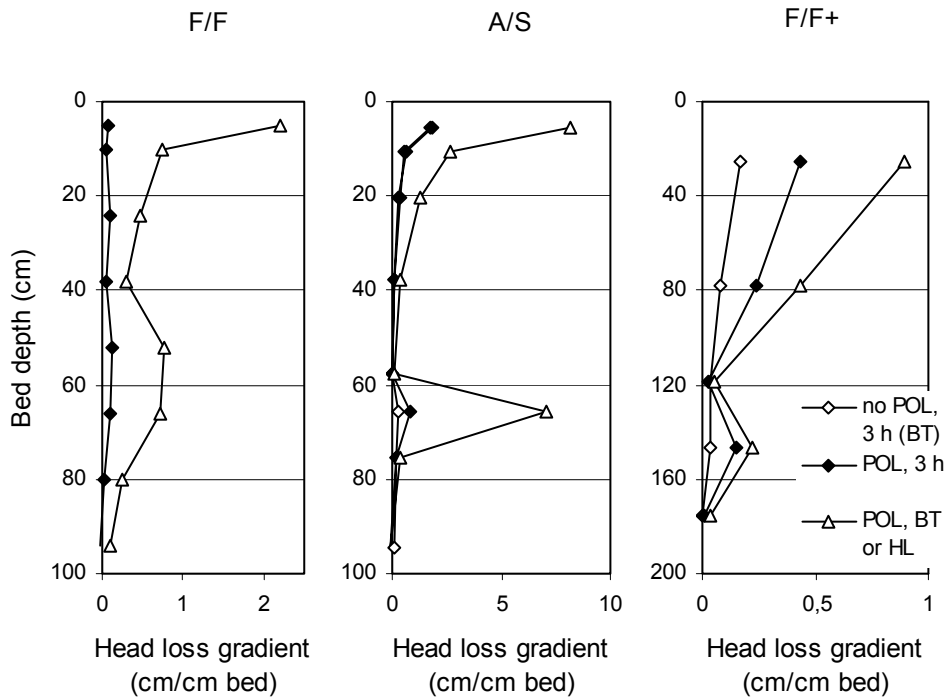 F/F
A/S
F/F+
Bed depth (cm)
0
20
40
60
80
100
0 1 2
Head loss gradient
(cm/cm bed)
0
20
40
60
80
100
0 5 10
Head loss gradient
(cm/cm bed)
0
40
80
120
160
200
0 0,5 1
Head loss gradient
(cm/cm bed)
no POL,
3 h (BT)
POL, 3 h
POL, BT
or HL